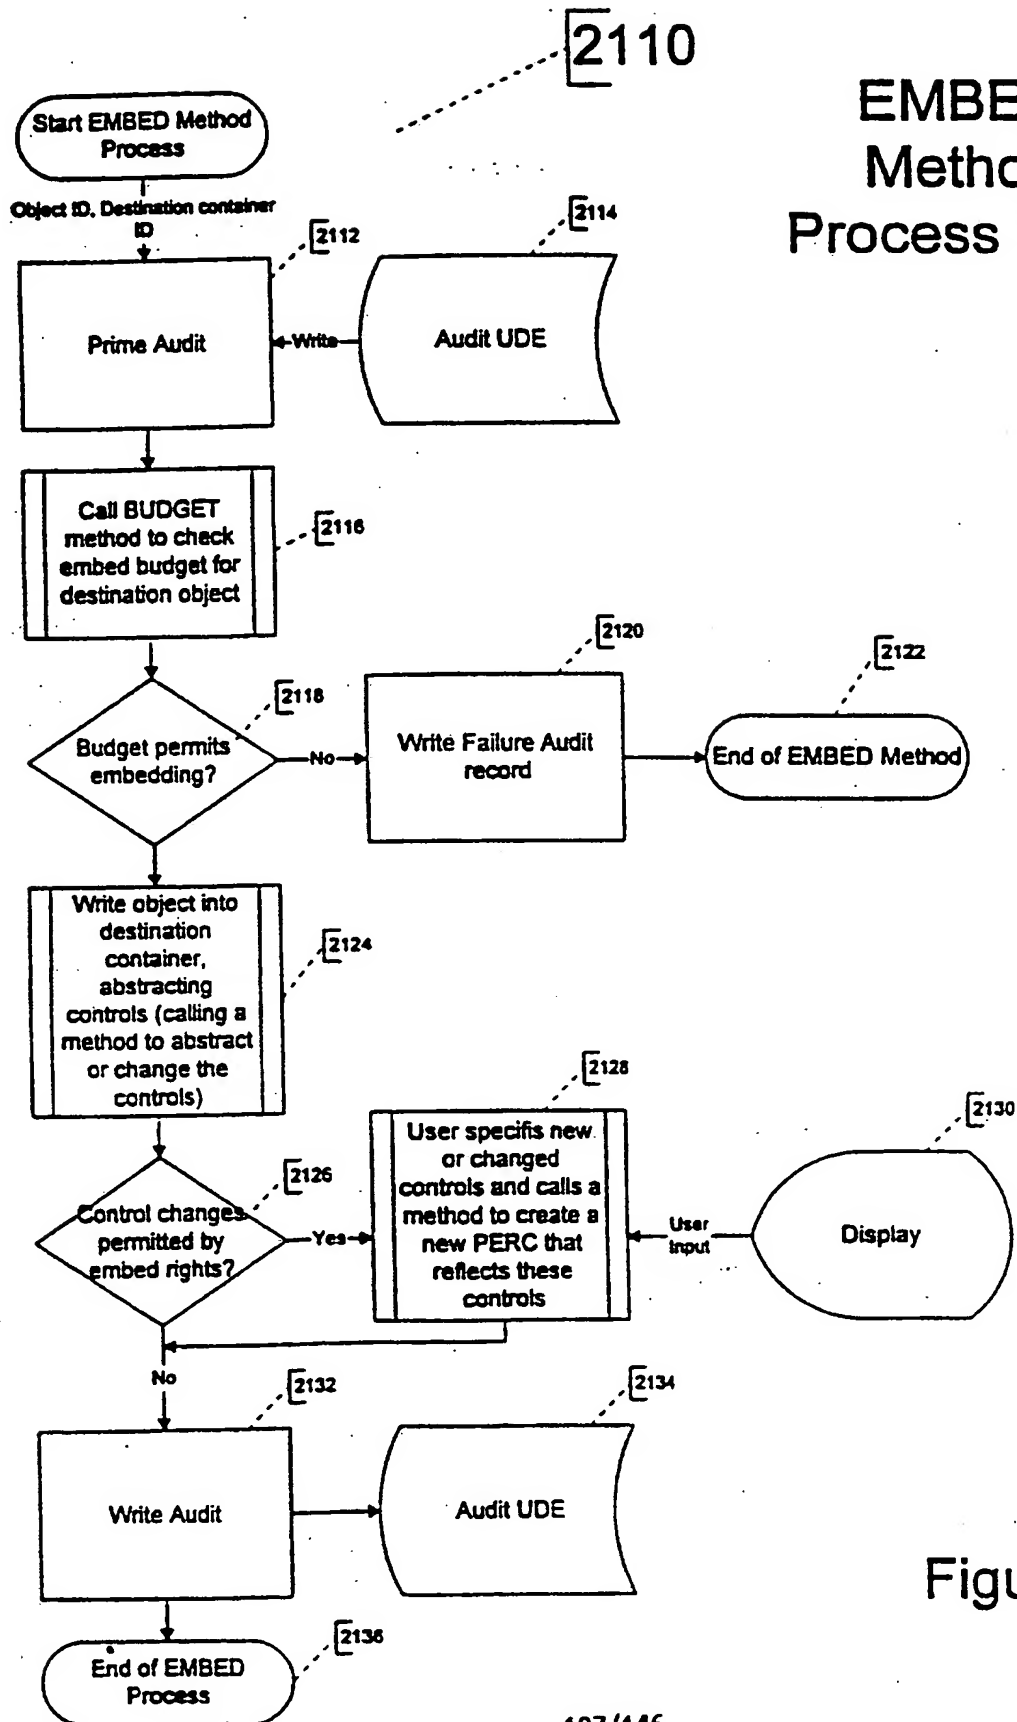 2110
EMBE
Metho
Process
Start EMBED Method
Process
Object ID, Destination container
ID
2112
2114
Prime Audit
Write
Audit UDE
Call BUDGET
method to check
embed budget for
destination object
2116
2118
Budget permits
embedding?
No
2120
Write Failure Audit
record
2122
End of EMBED Method
Write object into
destination
container,
abstracting
controls (calling a
method to abstract
or change the
controls)
2124
2126
Control changes
permitted by
embed rights?
Yes
2128
User specifis new
or changed
controls and calls a
method to create a
new PERC that
reflects these
controls
User
Input
2130
Display
No
2132
Write Audit
2134
Audit UDE
Figu
2136
End of EMBED
Process